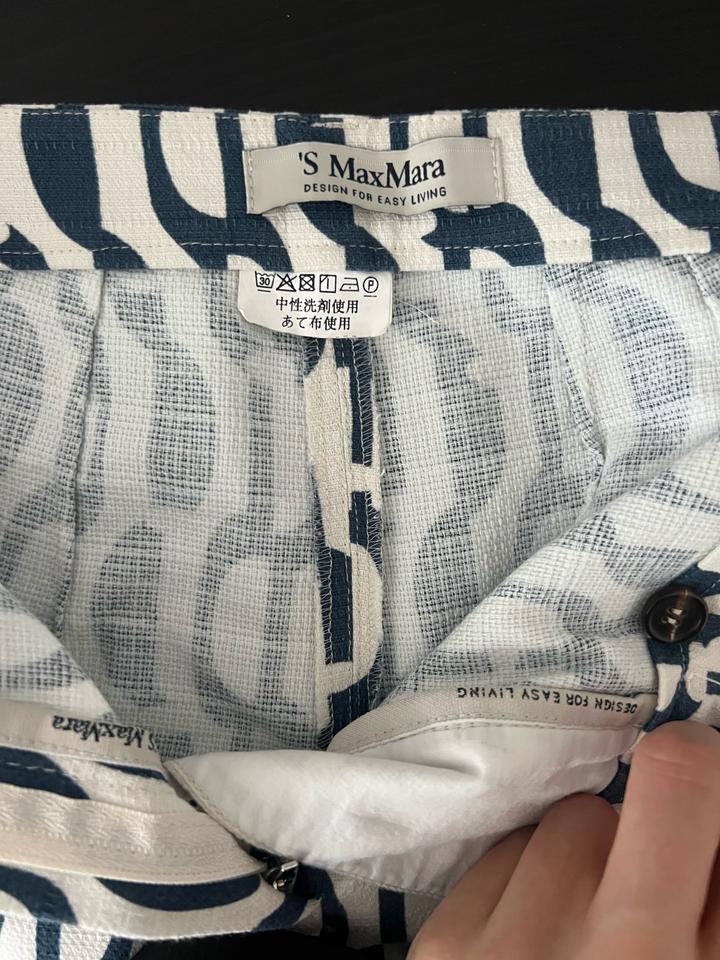 'S MaxMara
DESIGN FOR EASY LIVING
30 P
中性洗剤使用
あて布使用
DESIGN FOR EASY LIVING
'S MaxMara